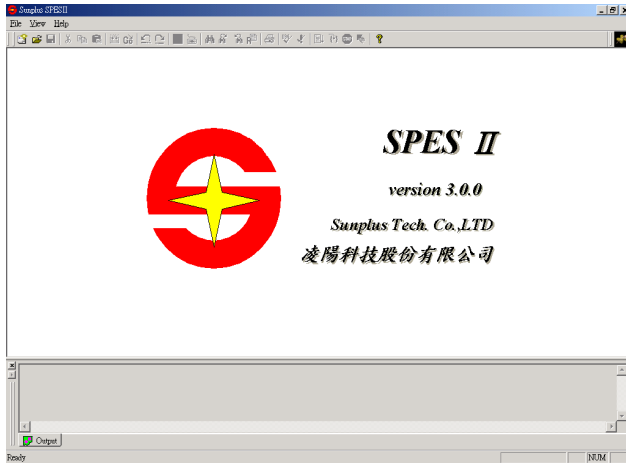 Sunplus SPESII
File View Help
SPES II
version 3.0.0
Sunplus Tech. Co.,LTD
凌陽科技股份有限公司
Output
Ready
NUM